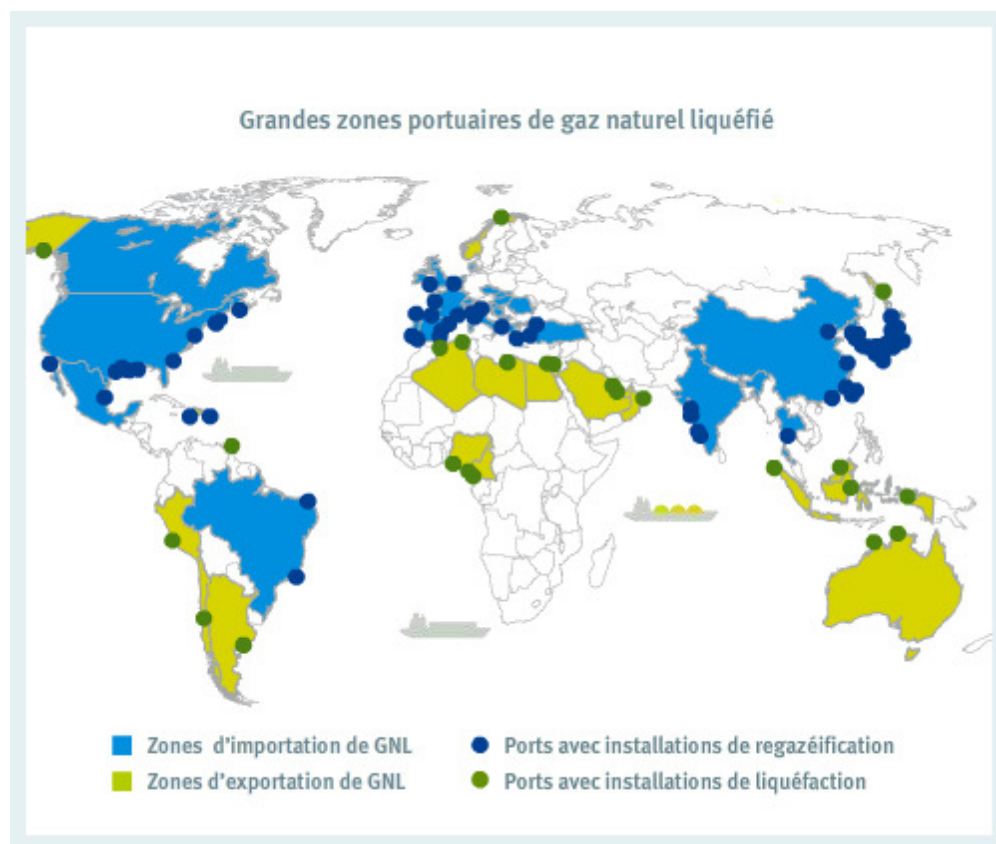 Grandes zones portuaires de gaz naturel liquéfié
Zones d'importation de GNL
Ports avec installations de regazéification
Zones d'exportation de GNL
Ports avec installations de liquéfaction